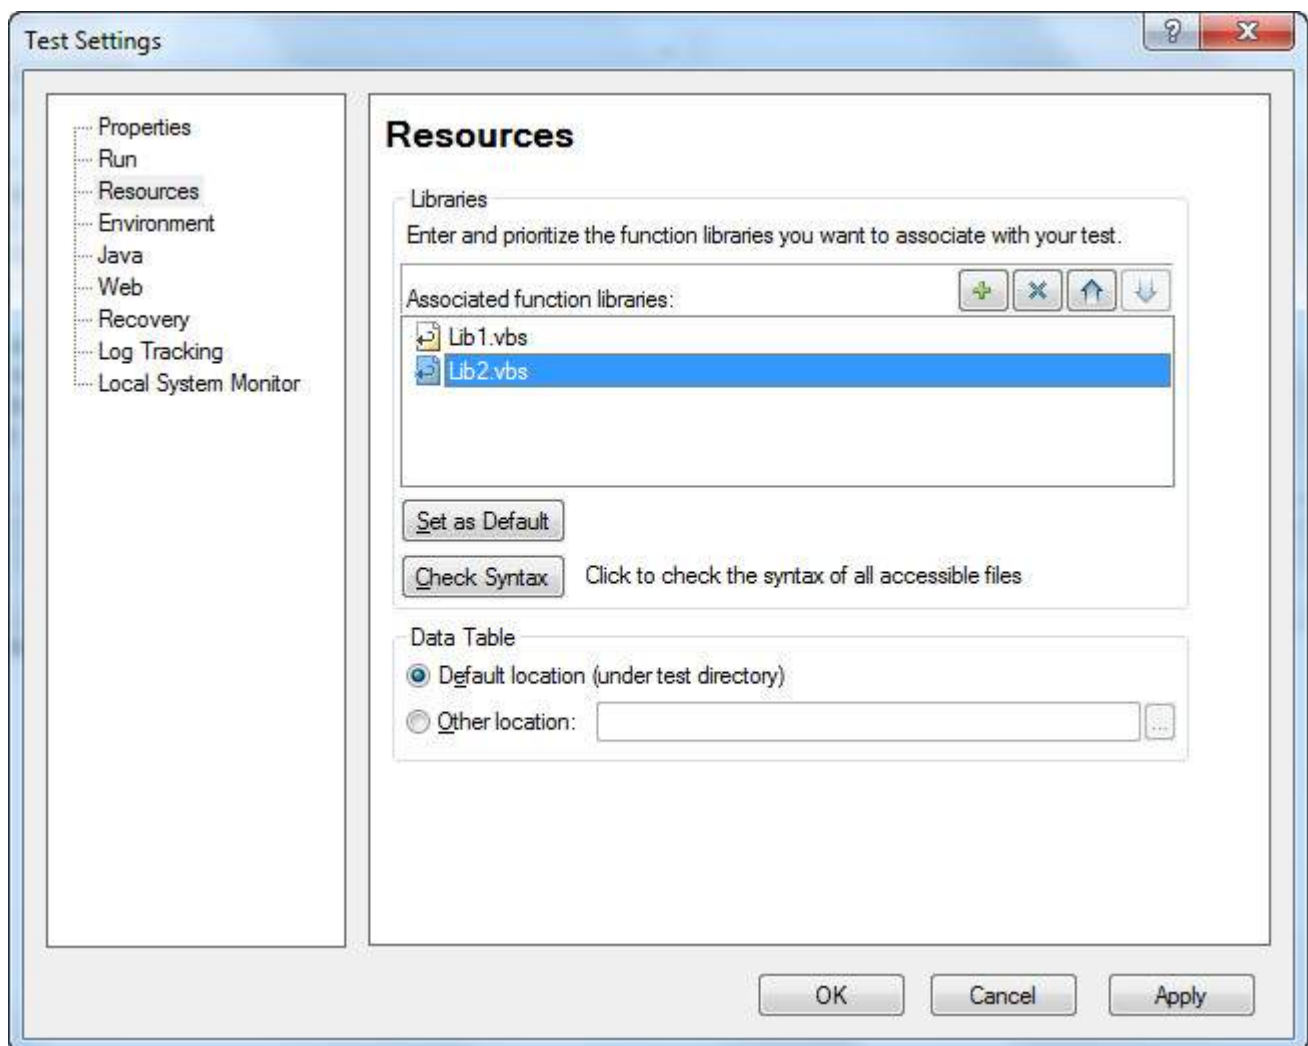 Test Settings
?
Properties
Run
Resources
Environment
Java
Web
Recovery
Log Tracking
Local System Monitor
Resources
Libraries
Enter and prioritize the function libraries you want to associate with your test.
Associated function libraries:
Lib1.vbs
Lib2.vbs
Set as Default
Check Syntax Click to check the syntax of all accessible files
Data Table
Default location (under test directory)
Other location: ...
OK Cancel Apply